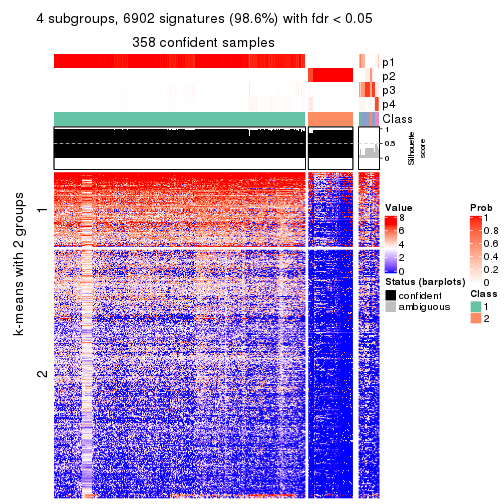 4 subgroups, 6902 signatures (98.6%) with fdr < 0.05
358 confident samples
p1
p2
p3
p4
Class
1
0.5
0
Silhouette
score
k-means with 2 groups
1
2
Value
8
6
4
2
0
Status (barplots)
confident
ambiguous
Prob
1
0.8
0.6
0.4
0.2
0
Class
1
2